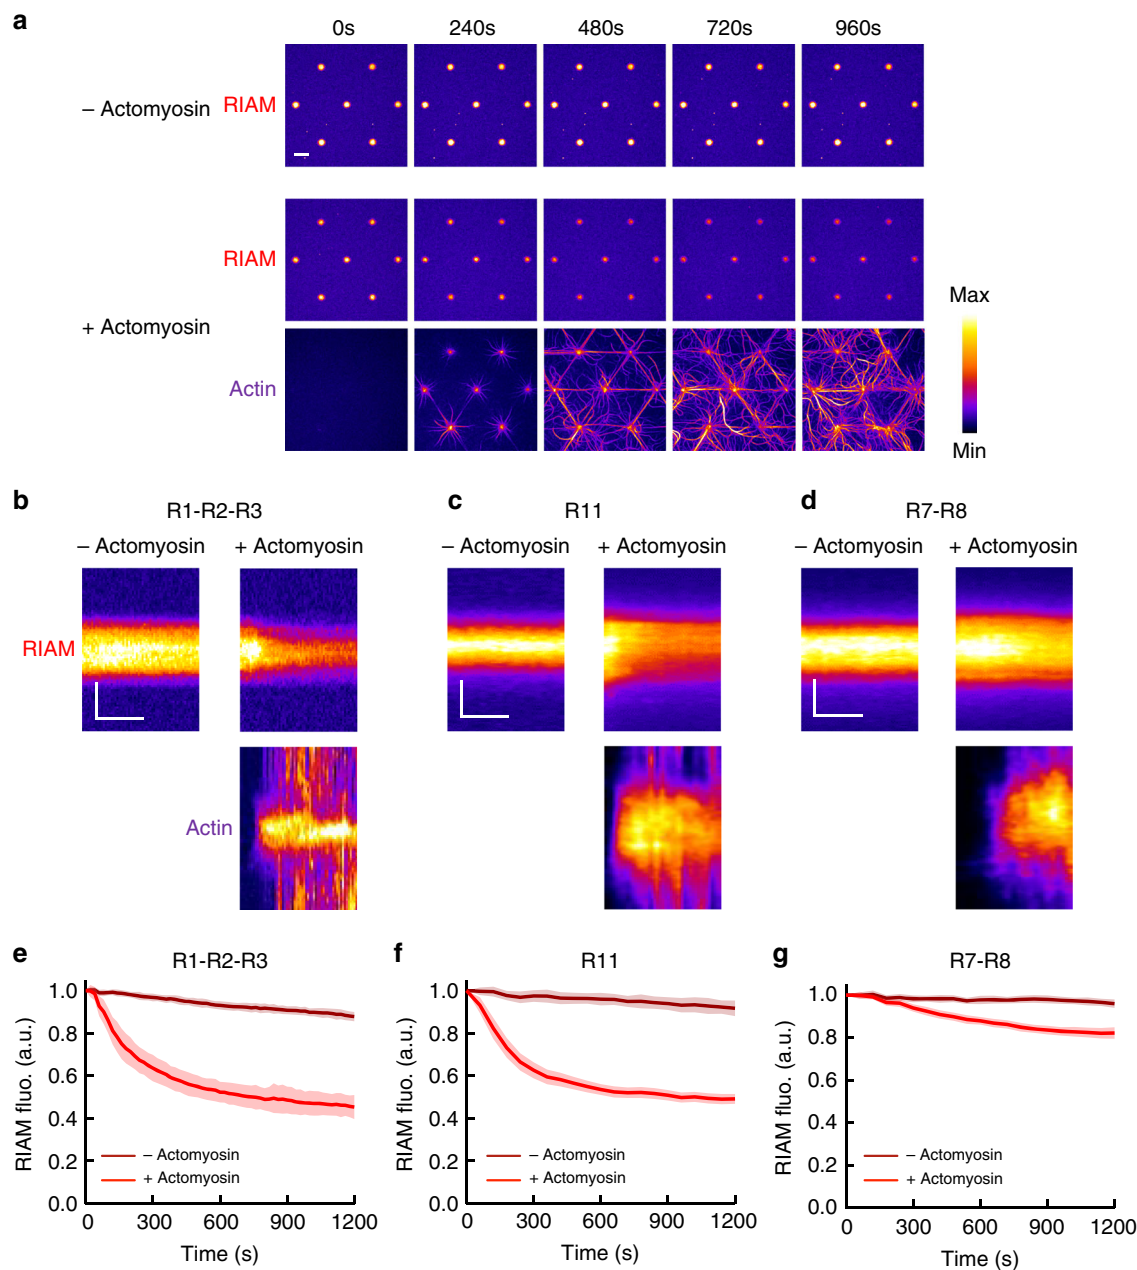 a
0s 240s 480s 720s 960s
– Actomyosin RIAM
RIAM
+ Actomyosin
Actin
Max
Min
b
R1-R2-R3
– Actomyosin + Actomyosin
RIAM
Actin
c
R11
– Actomyosin + Actomyosin
d
R7-R8
– Actomyosin + Actomyosin
e
R1-R2-R3
RIAM fluo. (a.u.)
1.0
0.8
0.6
0.4
0.2
0.0
– Actomyosin
+ Actomyosin
0 300 600 900 1200
Time (s)
f
R11
RIAM fluo. (a.u.)
1.0
0.8
0.6
0.4
0.2
0.0
– Actomyosin
+ Actomyosin
0 300 600 900 1200
Time (s)
g
R7-R8
RIAM fluo. (a.u.)
1.0
0.8
0.6
0.4
0.2
0.0
– Actomyosin
+ Actomyosin
0 300 600 900 1200
Time (s)